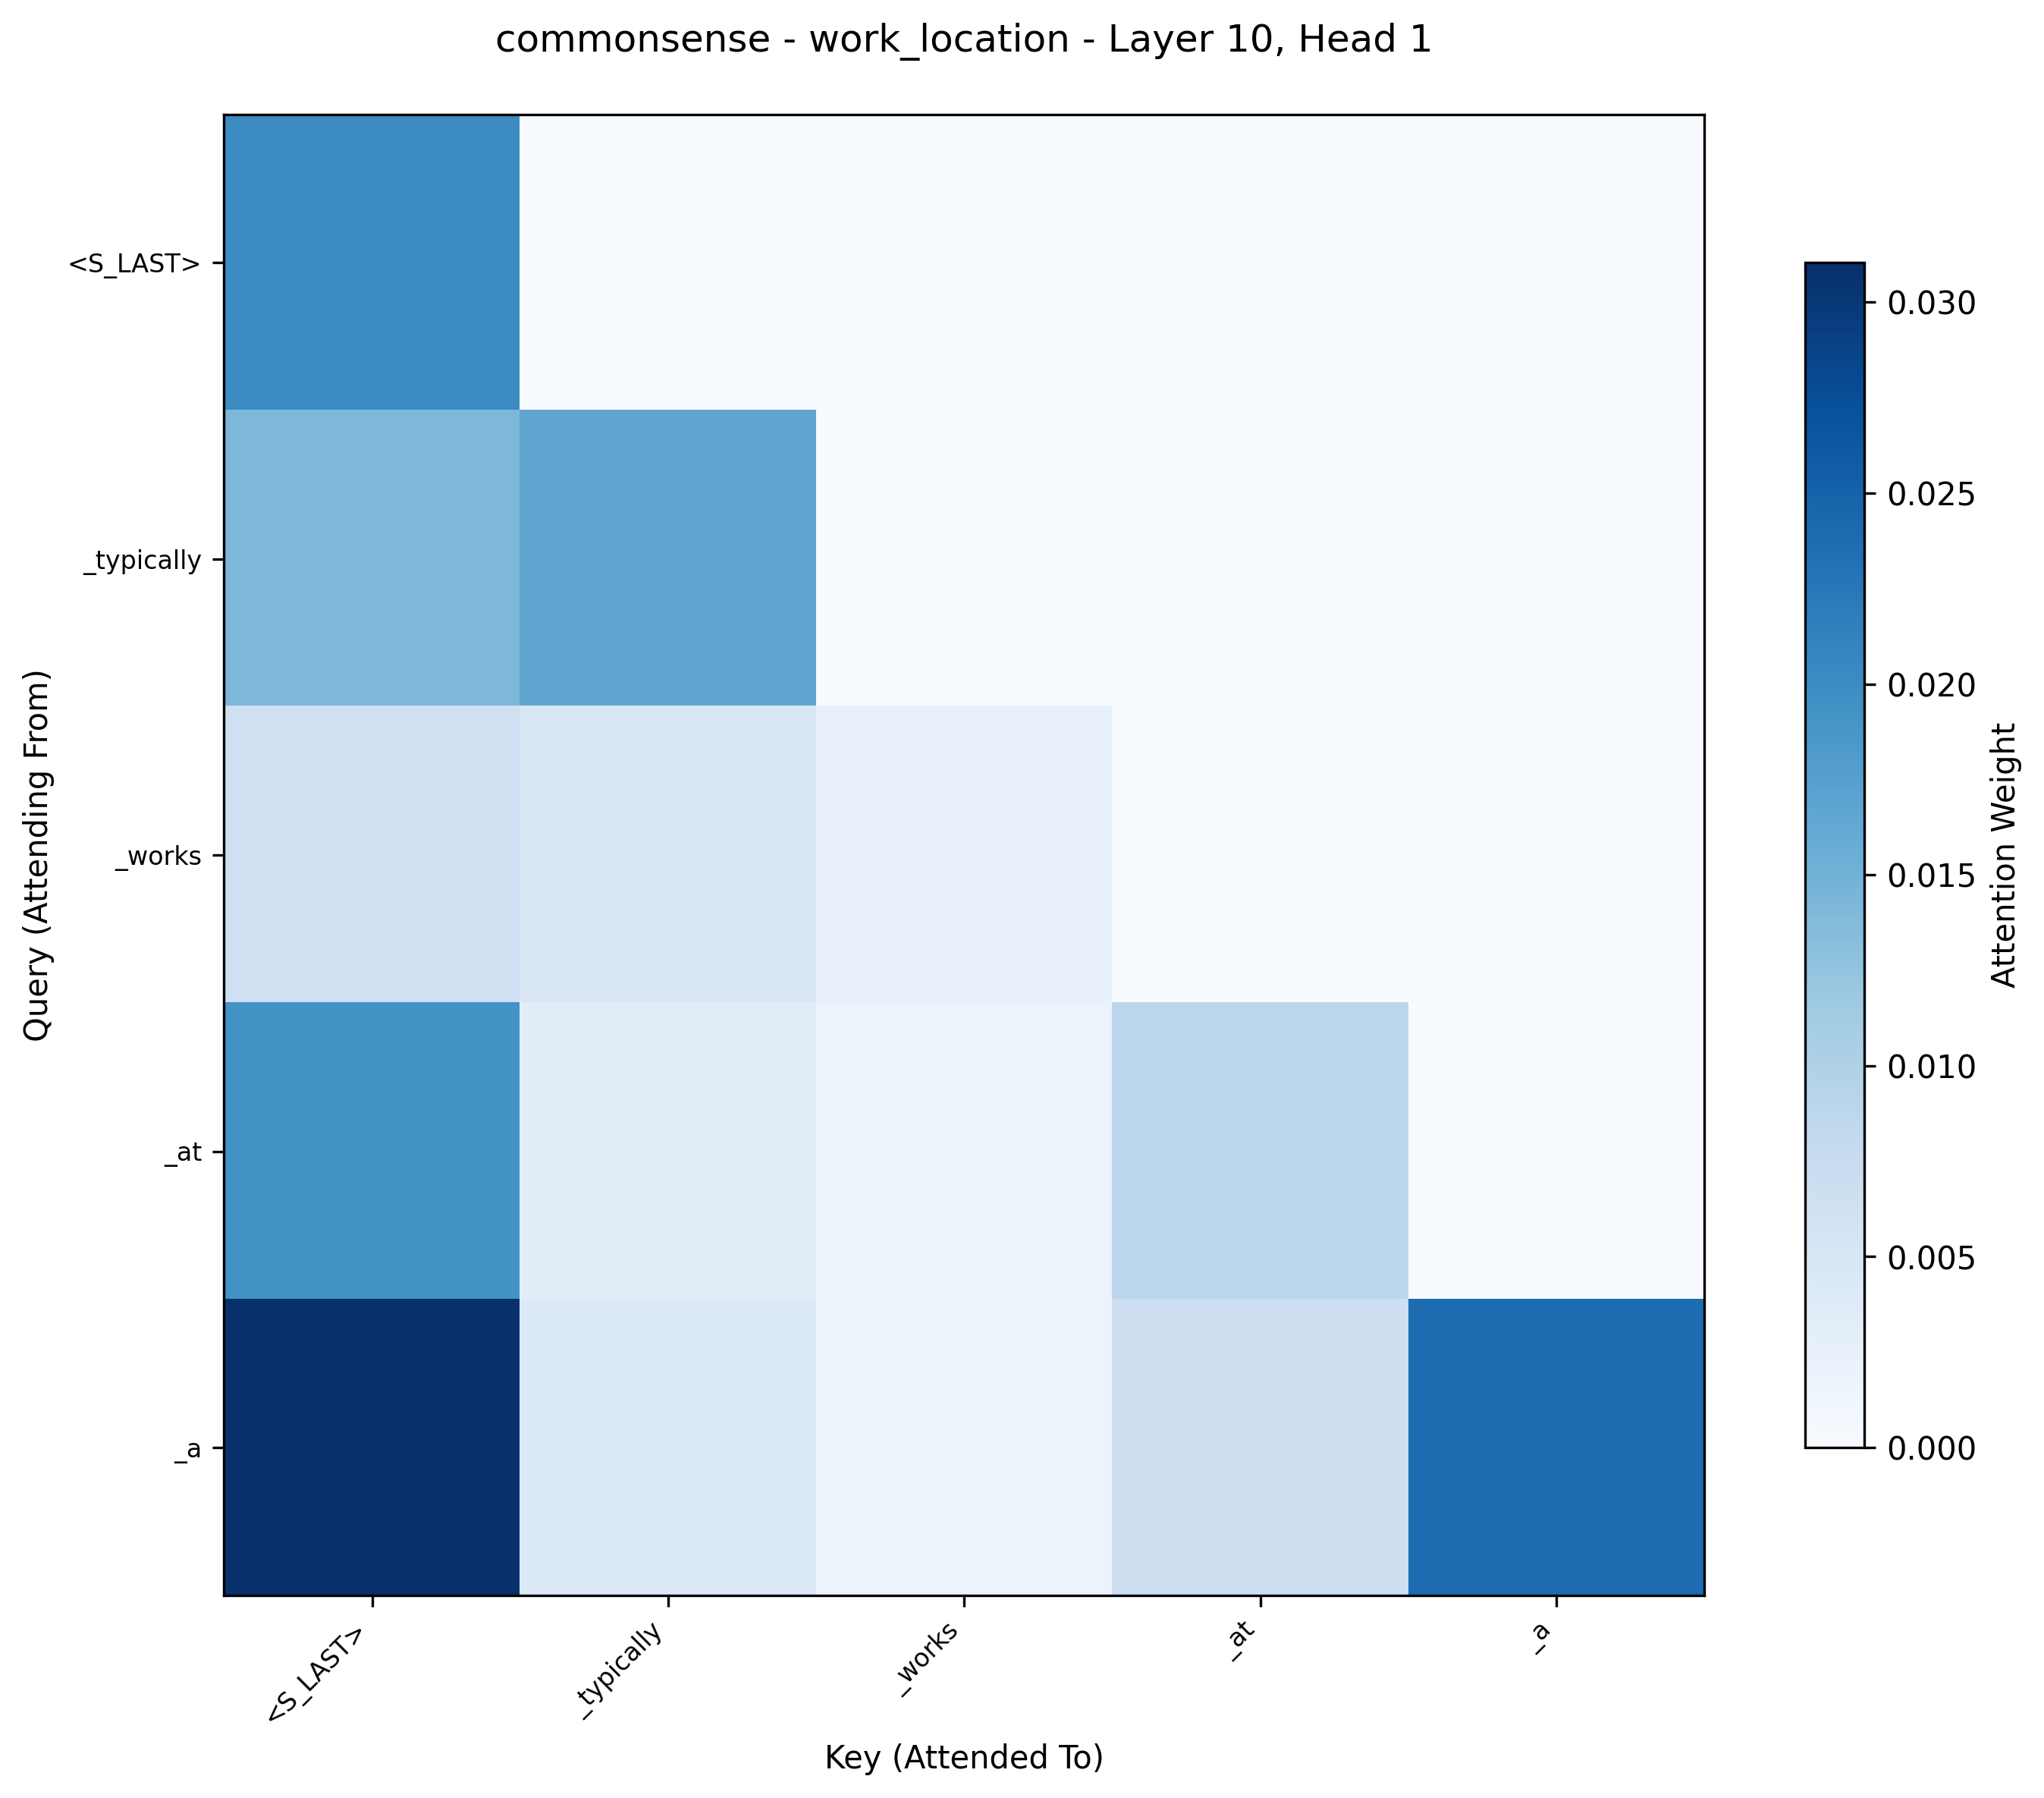 commonsense - work_location - Layer 10, Head 1
Query (Attending From)
<S_LAST>
_typically
_works
_at
_a
<S_LAST>
_typically
_works
_at
_a
Key (Attended To)
0.030
0.025
0.020
0.015
0.010
0.005
0.000
Attention Weight